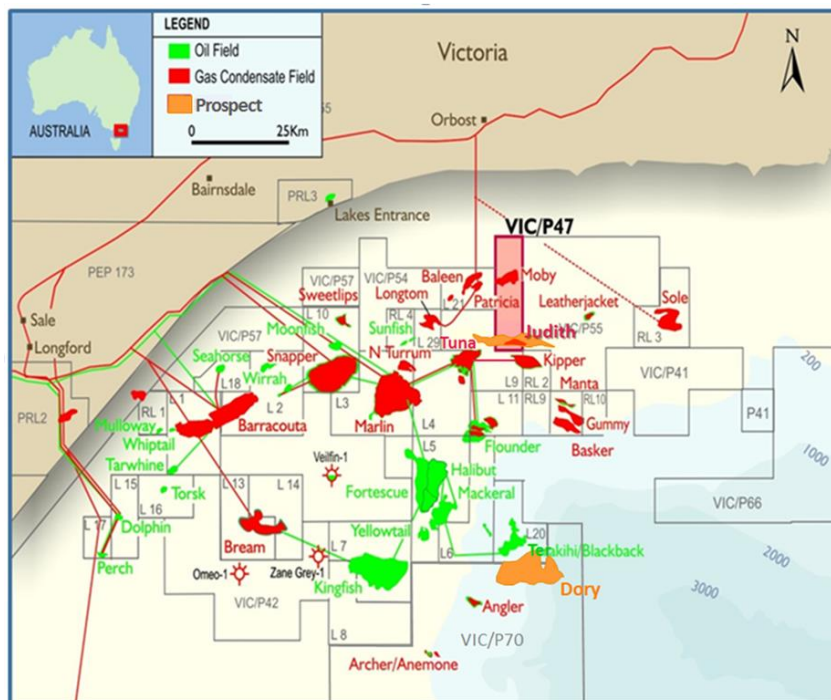 LEGEND
Oil Field
Gas Condensate Field
Prospect
0 25Km
AUSTRALIA
Victoria
N
Orbost
Bairnsdale
PRL3
Lakes Entrance
VIC/P47
PEP 173
VIC/P57
VIC/P54
Baleen
Moby
Sweetlips
Longtom
L 21
Patricia
Leatherjacket
Sole
Sale
L 10
RL 4
Moonfish
Sunfish
VIC/P57
Judith
/P55
RL 3
Longford
L 29
Tuna
Seahorse
Snapper
N Turrum
Kipper
200
Wirrah
VIC/P41
L 1
L18
L9
RL 2
Manta
PRL2
RL 1
L 2
L3
L 11
RL9
RL10
P41
Mulloway
Barracouta
Marlin
L4
Gummy
Whiptail
Flounder
Basker
L5
1000
Tarwhine
Veilfin-1
Halibut
L 15
L 13
L 14
Fortescue
Mackeral
VIC/P66
Torsk
L 16
L 17
Dolphin
Yellowtail
L20
Bream
L 7
L6
Terakihi/Blackback
2000
Perch
Omeo-1
Zane Grey-1
Kingfish
Dory
3000
VIC/P42
Angler
L 8
VIC/P70
Archer/Anemone